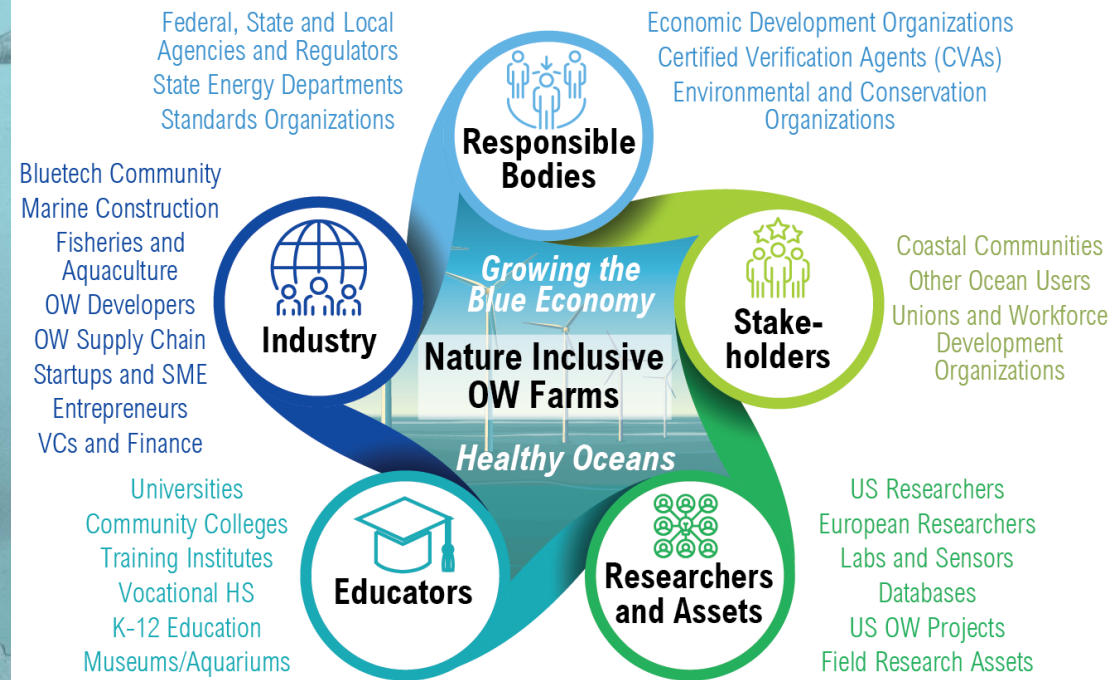 Federal, State and Local
Agencies and Regulators
State Energy Departments
Standards Organizations
Economic Development Organizations
Certified Verification Agents (CVAs)
Environmental and Conservation
Organizations
Responsible
Bodies
Bluetech Community
Marine Construction
Fisheries and
Aquaculture
OW Developers
OW Supply Chain
Startups and SME
Entrepreneurs
VCs and Finance
Industry
Growing the
Blue Economy
Nature Inclusive
OW Farms
Healthy Oceans
Stake-
holders
Coastal Communities
Other Ocean Users
Unions and Workforce
Development
Organizations
Universities
Community Colleges
Training Institutes
Vocational HS
K-12 Education
Museums/Aquariums
Educators
Researchers
and Assets
US Researchers
European Researchers
Labs and Sensors
Databases
US OW Projects
Field Research Assets